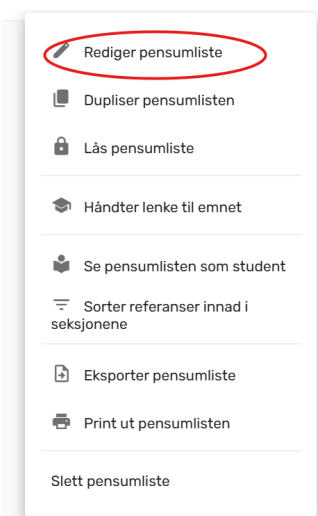 Rediger pensumliste
Dupliser pensumlisten
Lås pensumliste
Håndter lenke til emnet
Se pensumlisten som student
Sorter referanser innad i
seksjonene
Eksporter pensumliste
Print ut pensumlisten
Slett pensumliste